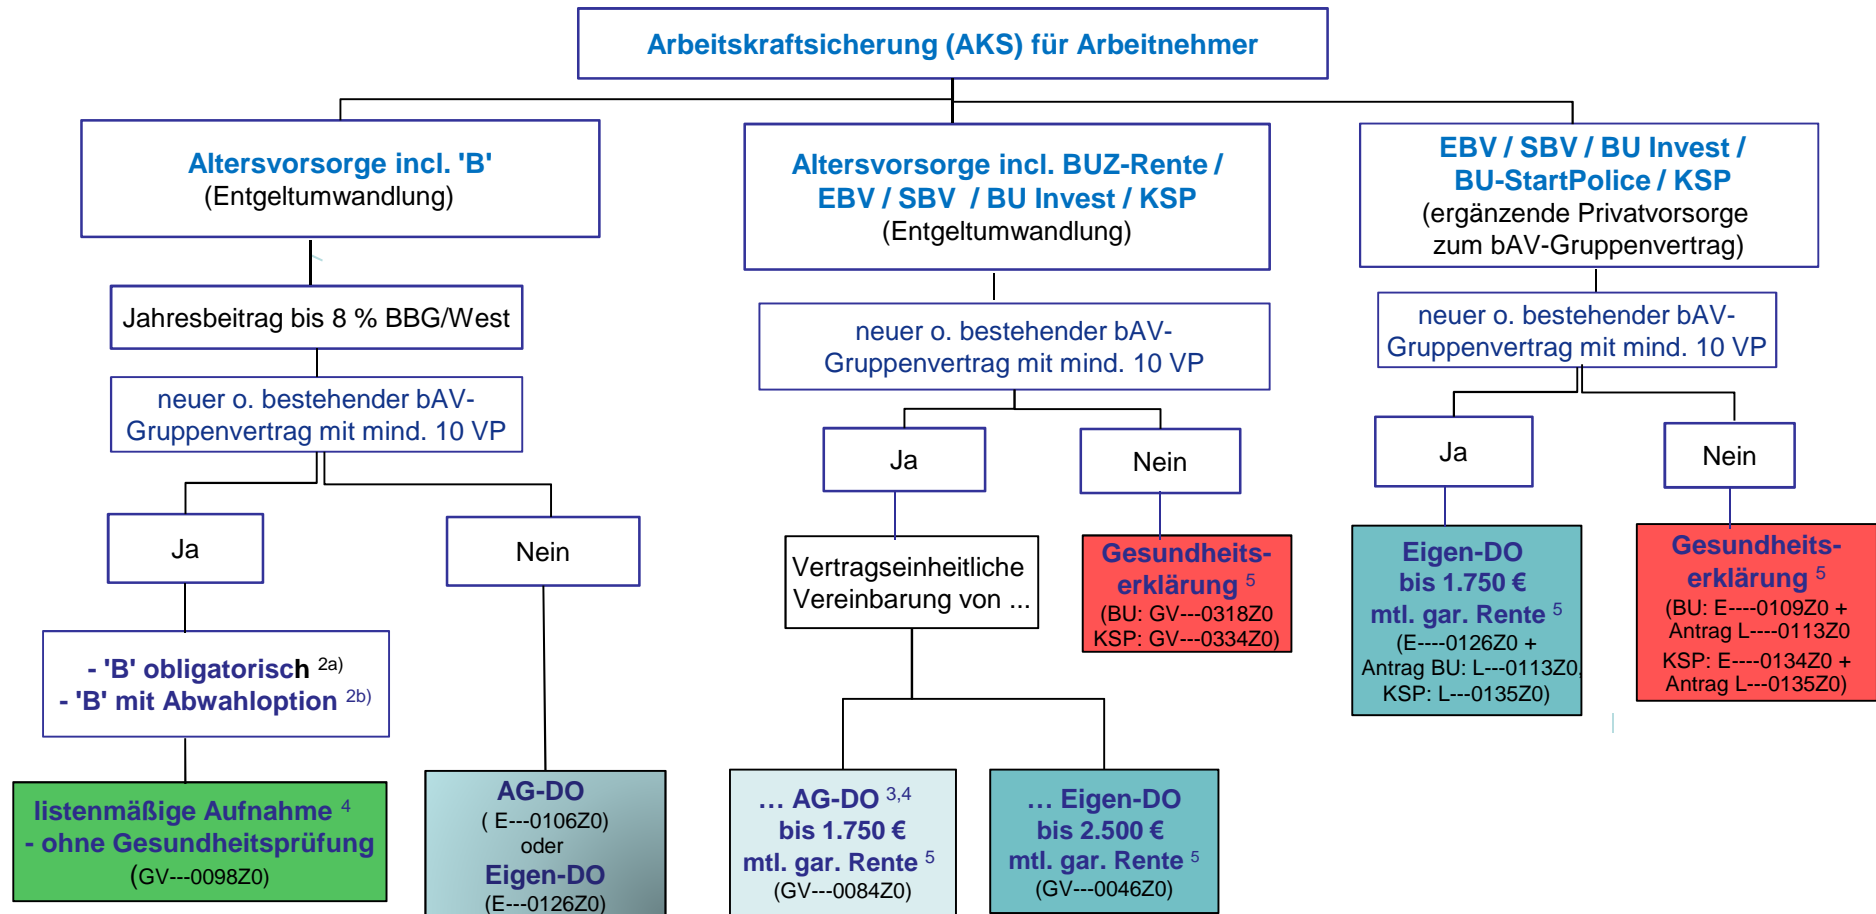 Arbeitskraftsicherung (AKS) für Arbeitnehmer
Altersvorsorge incl. 'B'
(Entgeltumwandlung)
Jahresbeitrag bis 8 % BBG/West
neuer o. bestehender bAV-
Gruppenvertrag mit mind. 10 VP
Ja
Nein
- 'B' obligatorisch 2a)
- 'B' mit Abwahloption 2b)
listenmäßige Aufnahme 4
- ohne Gesundheitsprüfung
(GV---0098Z0)
AG-DO
( E---0106Z0)
oder
Eigen-DO
(E---0126Z0)
Altersvorsorge incl. BUZ-Rente /
EBV / SBV / BU Invest / KSP
(Entgeltumwandlung)
neuer o. bestehender bAV-
Gruppenvertrag mit mind. 10 VP
Ja
Nein
Vertragseinheitliche
Vereinbarung von ...
Gesundheits-
erklärung 5
(BU: GV---0318Z0
KSP: GV---0334Z0)
... AG-DO 3,4
bis 1.750 €
mtl. gar. Rente 5
(GV---0084Z0)
... Eigen-DO
bis 2.500 €
mtl. gar. Rente 5
(GV---0046Z0)
EBV / SBV / BU Invest /
BU-StartPolice / KSP
(ergänzende Privatvorsorge
zum bAV-Gruppenvertrag)
neuer o. bestehender bAV-
Gruppenvertrag mit mind. 10 VP
Ja
Nein
Eigen-DO
bis 1.750 €
mtl. gar. Rente 5
(E----0126Z0 +
Antrag BU: L---0113Z0,
KSP: L---0135Z0)
Gesundheits-
erklärung 5
(BU: E----0109Z0 +
Antrag L----0113Z0
KSP: E----0134Z0 +
Antrag L---0135Z0)